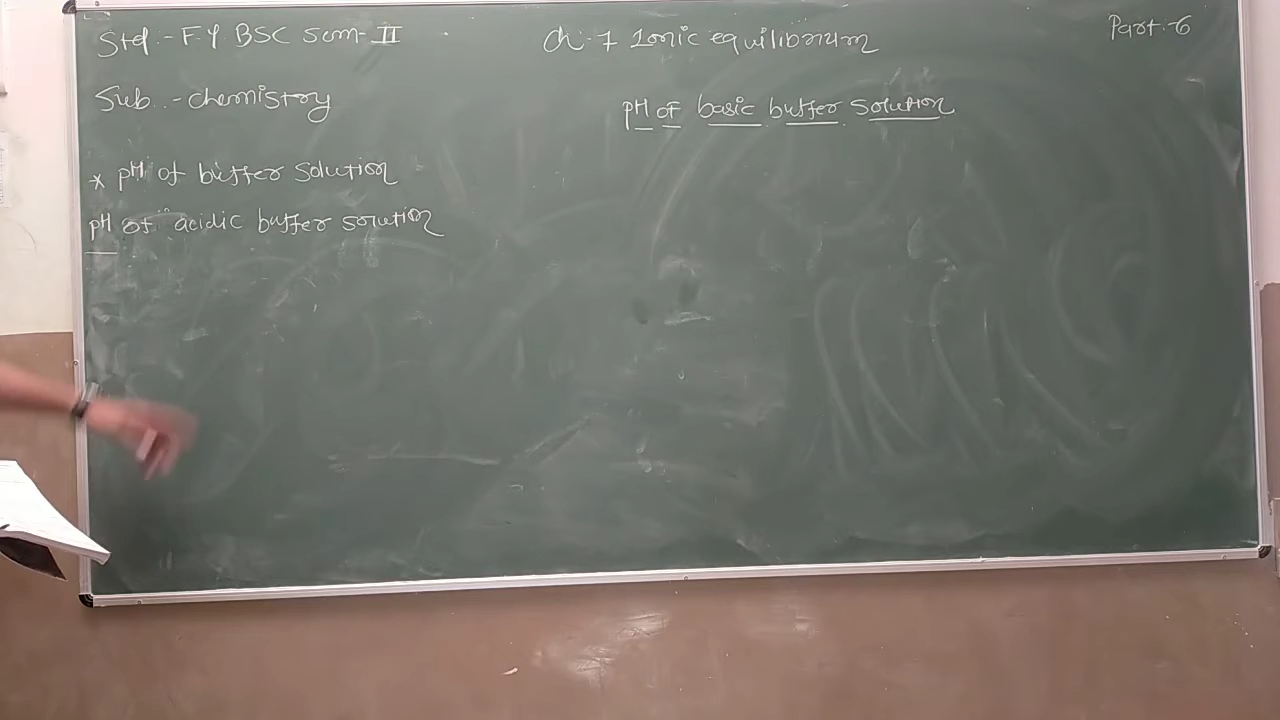 Std. - F.Y BSC Sem-II
Ch-7 Ionic equilibrium
Part-6
Sub. - Chemistry
pH of basic buffer solution
* pH of buffer solution
pH of acidic buffer solution